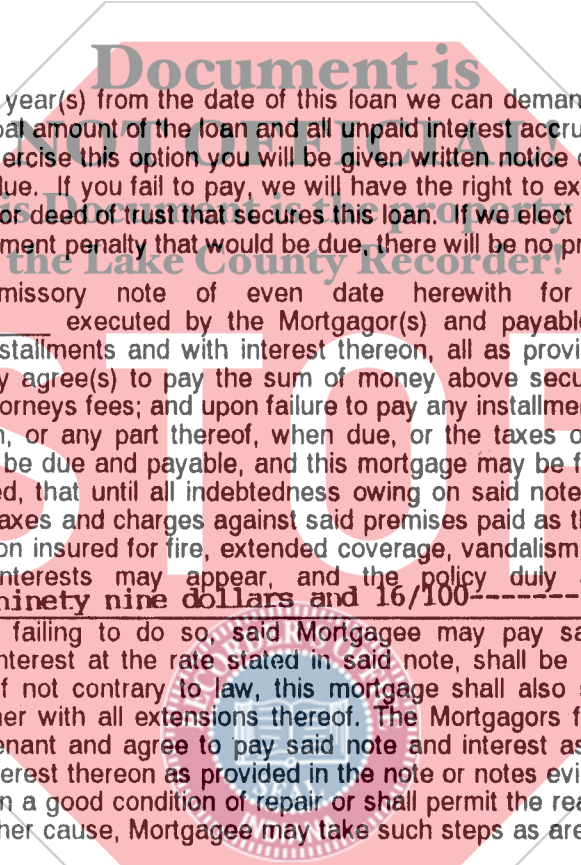 Document is
year(s) from the date of this loan we can deman
pal amount of the loan and all unpaid interest accru
NOT OFFICIAL!
ercise this option you will be given written notice
lue. If you fail to pay, we will have the right to ex
This Document is the property
or deed of trust that secures this loan. If we elect
ment penalty that would be due, there will be no pr
the Lake County Recorder!
missory note of even date herewith for
executed by the Mortgagor(s) and payabl
STOP
stallments and with interest thereon, all as provi
y agree(s) to pay the sum of money above secu
orneys fees; and upon failure to pay any installme
n, or any part thereof, when due, or the taxes o
be due and payable, and this mortgage may be f
ed, that until all indebtedness owing on said note
axes and charges against said premises paid as t
on insured for fire, extended coverage, vandalism
nterests may appear, and the policy duly
ninety nine dollars and 16/100-------
failing to do so, said Mortgagee may pay sa
nterest at the rate stated in said note, shall be
f not contrary to law, this mortgage shall also
her with all extensions thereof. The Mortgagors f
enant and agree to pay said note and interest as
erest thereon as provided in the note or notes evi
n a good condition of repair or shall permit the rea
her cause, Mortgagee may take such steps as are
SEAL
INDIANA